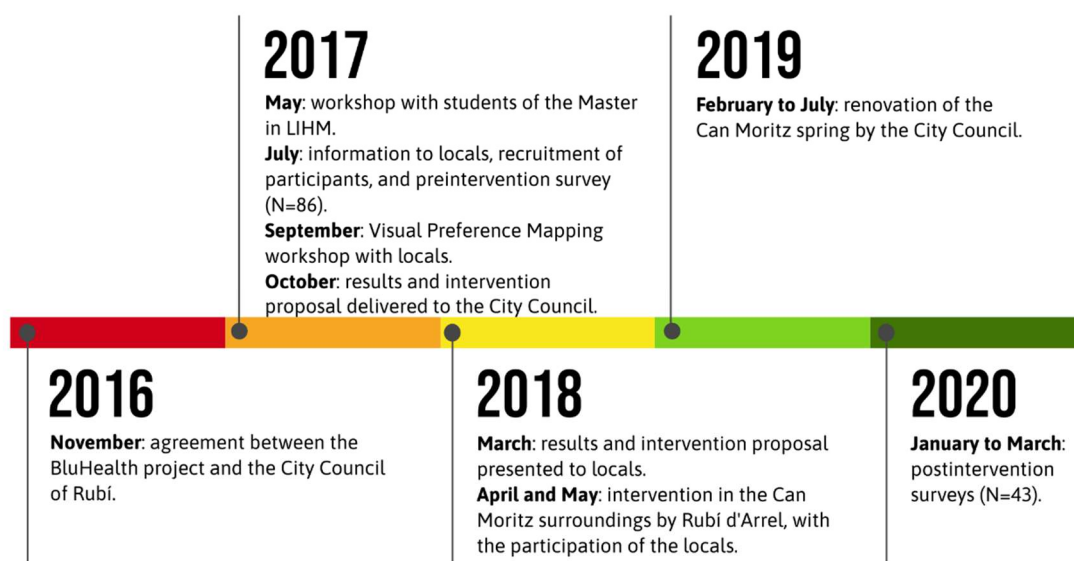 2017
May: workshop with students of the Master
in LIHM.
July: information to locals, recruitment of
participants, and preintervention survey
(N=86).
September: Visual Preference Mapping
workshop with locals.
October: results and intervention
proposal delivered to the City Council.
2019
February to July: renovation of the
Can Moritz spring by the City Council.
2016
November: agreement between the
BluHealth project and the City Council
of Rubí.
2018
March: results and intervention proposal
presented to locals.
April and May: intervention in the Can
Moritz surroundings by Rubí d'Arrel, with
the participation of the locals.
2020
January to March:
postintervention
surveys (N=43).